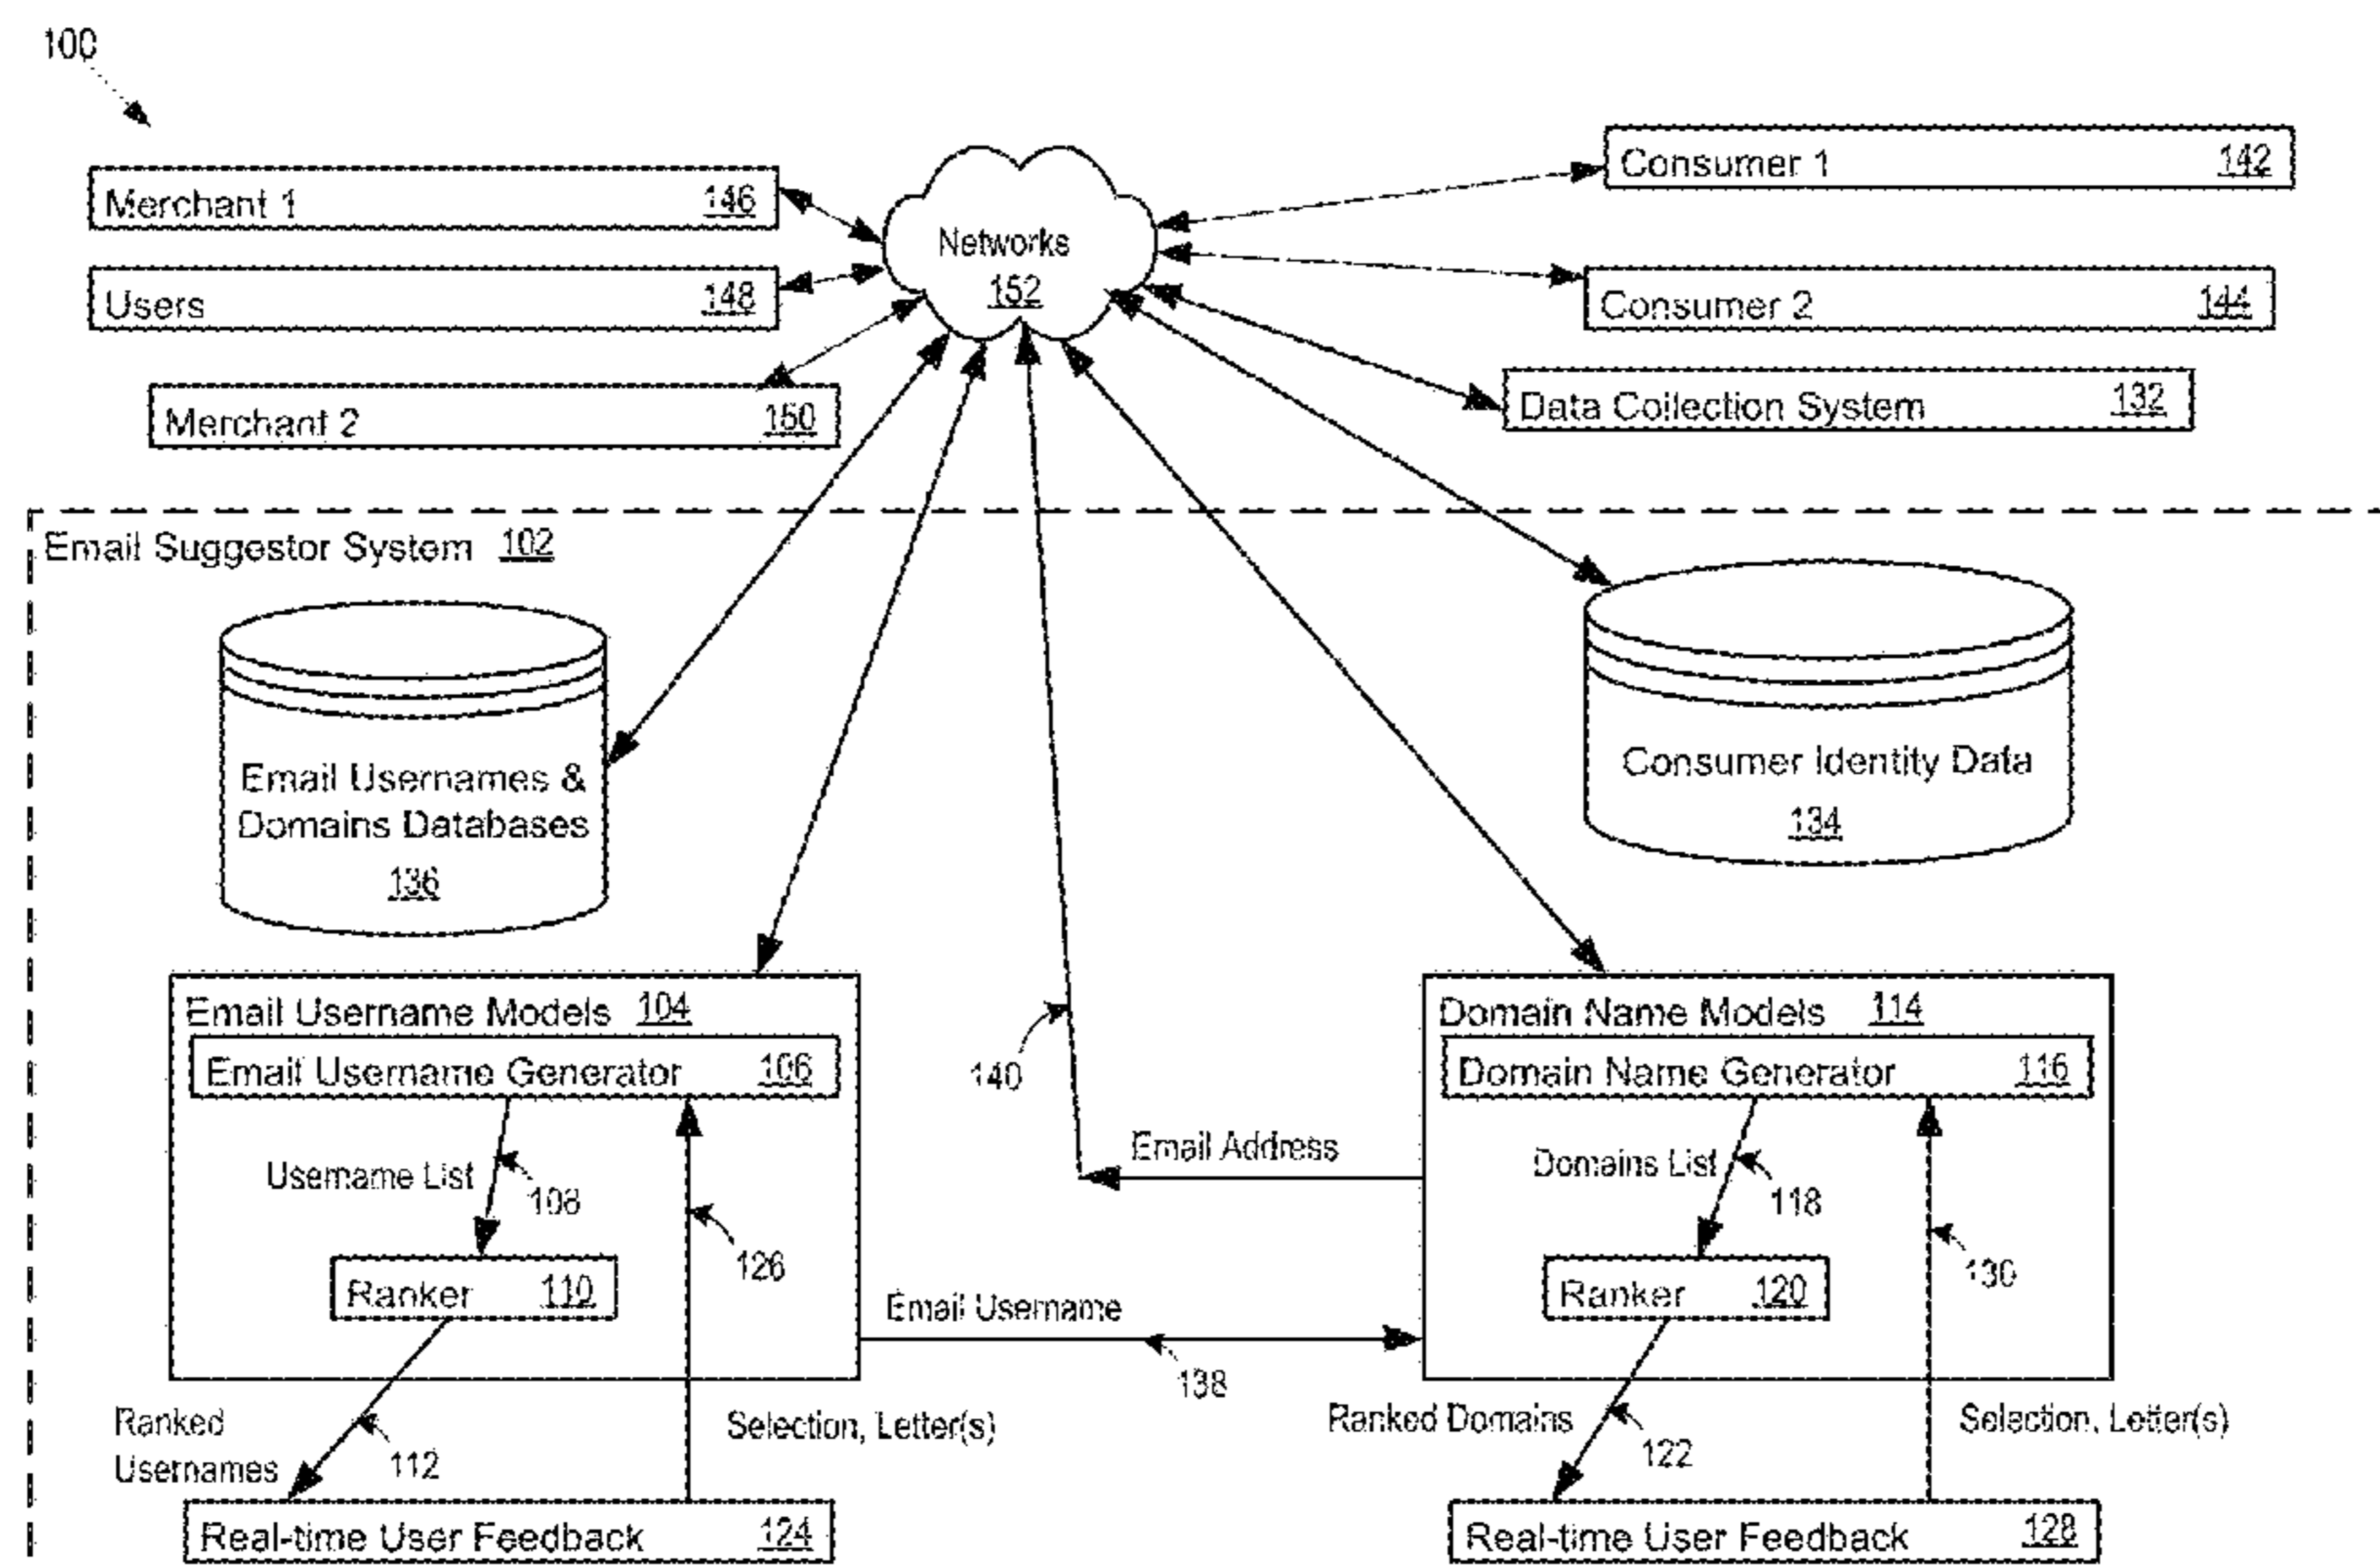 100
Merchant 1 146
Users 148
Merchant 2 150
Networks
152
Consumer 1 142
Consumer 2 144
Data Collection System 132
Email Suggestor System 102
Email Usernames &
Domains Databases
136
Consumer Identity Data
134
Email Username Models 104
Email Username Generator 106
Username List
108
126
Ranker 110
Ranked
Usernames
112
Selection, Letter(s)
Real-time User Feedback 124
140
Email Address
Email Username
138
Domain Name Models 114
Domain Name Generator 116
Domains List
118
130
Ranker 120
Ranked Domains
122
Selection, Letter(s)
Real-time User Feedback 128